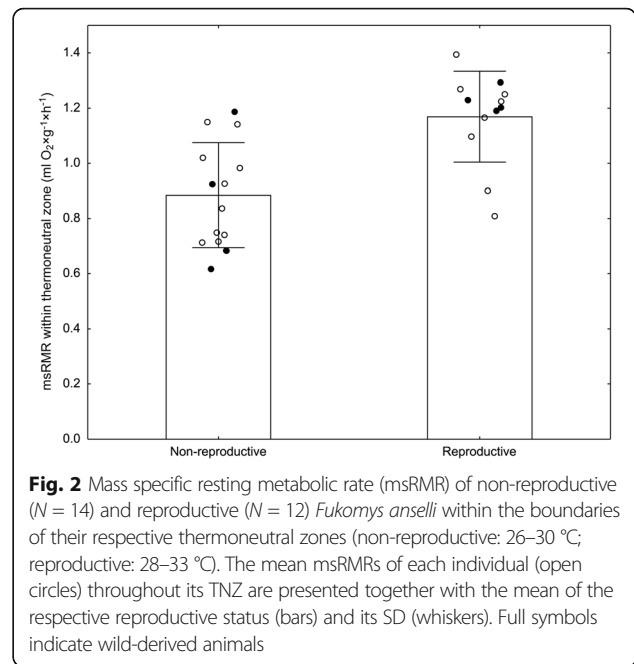 1.4
1.2
1.0
0.8
0.6
0.4
0.2
0.0
msRMR within thermoneutral zone (ml O₂×g⁻¹×h⁻¹)
Non-reproductive
Reproductive
Fig. 2 Mass specific resting metabolic rate (msRMR) of non-reproductive
(N = 14) and reproductive (N = 12) Fukomys anselli within the boundaries
of their respective thermoneutral zones (non-reproductive: 26–30 °C;
reproductive: 28–33 °C). The mean msRMRs of each individual (open
circles) throughout its TNZ are presented together with the mean of the
respective reproductive status (bars) and its SD (whiskers). Full symbols
indicate wild-derived animals